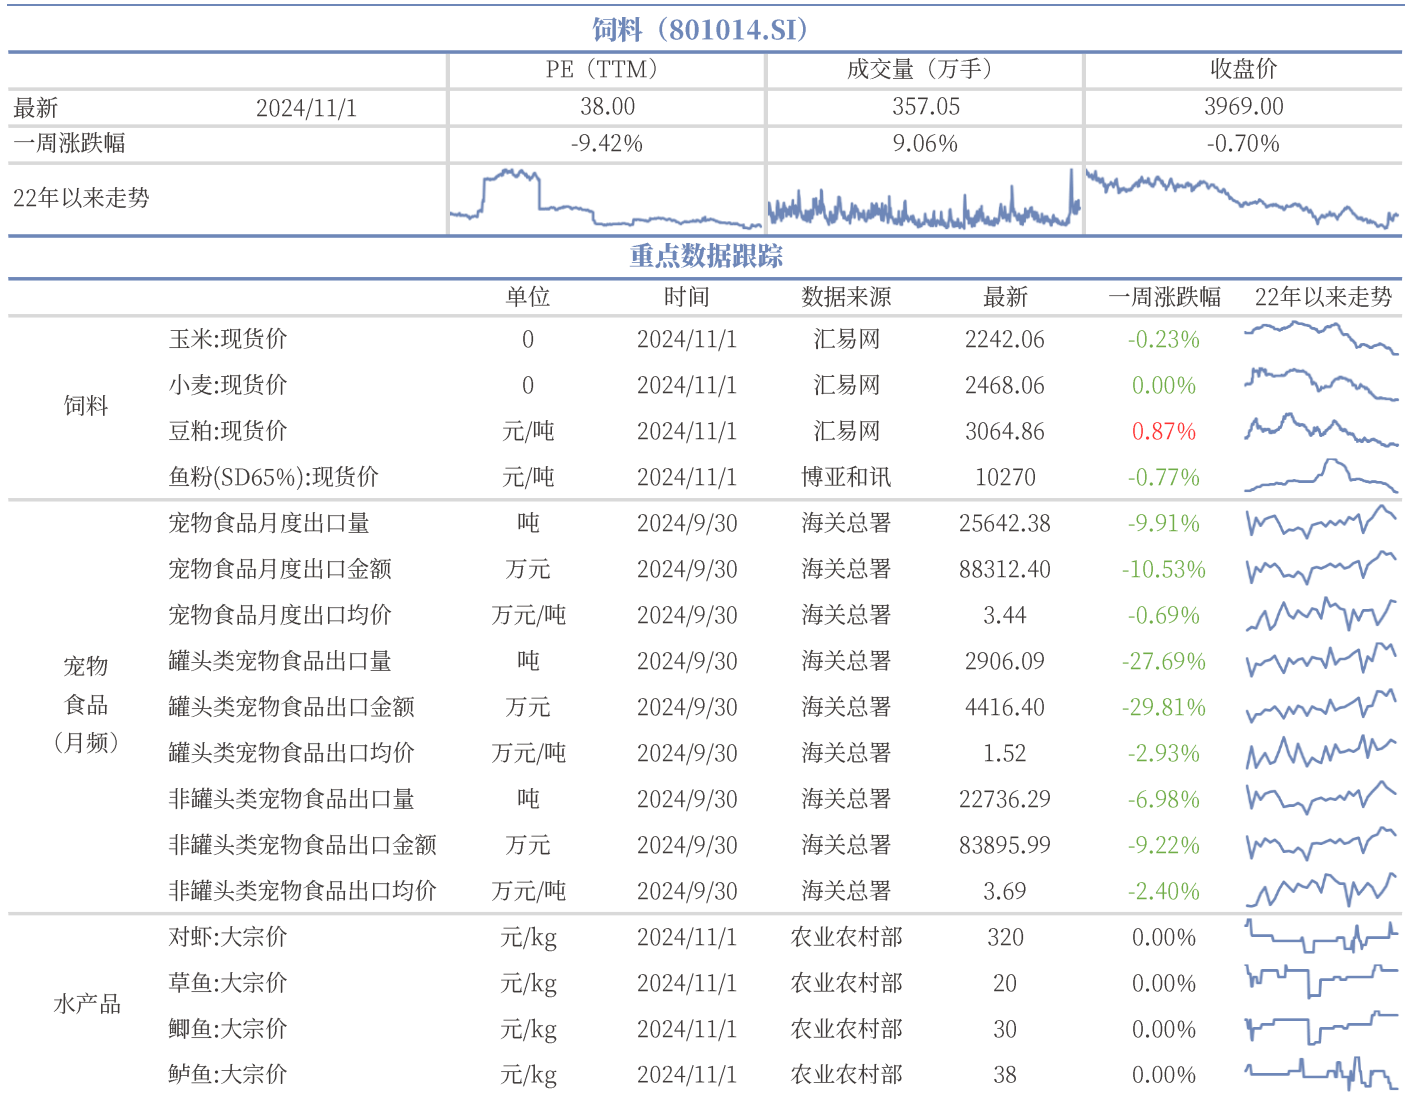 饲料（801014.SI）
PE（TTM） 成交量（万手） 收盘价
最新 2024/11/1 38.00 357.05 3969.00
一周涨跌幅 -9.42% 9.06% -0.70%
22年以来走势
重点数据跟踪
单位 时间 数据来源 最新 一周涨跌幅 22年以来走势
饲料
玉米:现货价 0 2024/11/1 汇易网 2242.06 -0.23%
小麦:现货价 0 2024/11/1 汇易网 2468.06 0.00%
豆粕:现货价 元/吨 2024/11/1 汇易网 3064.86 0.87%
鱼粉(SD65%):现货价 元/吨 2024/11/1 博亚和讯 10270 -0.77%
宠物
食品
（月频）
宠物食品月度出口量 吨 2024/9/30 海关总署 25642.38 -9.91%
宠物食品月度出口金额 万元 2024/9/30 海关总署 88312.40 -10.53%
宠物食品月度出口均价 万元/吨 2024/9/30 海关总署 3.44 -0.69%
罐头类宠物食品出口量 吨 2024/9/30 海关总署 2906.09 -27.69%
罐头类宠物食品出口金额 万元 2024/9/30 海关总署 4416.40 -29.81%
罐头类宠物食品出口均价 万元/吨 2024/9/30 海关总署 1.52 -2.93%
非罐头类宠物食品出口量 吨 2024/9/30 海关总署 22736.29 -6.98%
非罐头类宠物食品出口金额 万元 2024/9/30 海关总署 83895.99 -9.22%
非罐头类宠物食品出口均价 万元/吨 2024/9/30 海关总署 3.69 -2.40%
水产品
对虾:大宗价 元/kg 2024/11/1 农业农村部 320 0.00%
草鱼:大宗价 元/kg 2024/11/1 农业农村部 20 0.00%
鲫鱼:大宗价 元/kg 2024/11/1 农业农村部 30 0.00%
鲈鱼:大宗价 元/kg 2024/11/1 农业农村部 38 0.00%